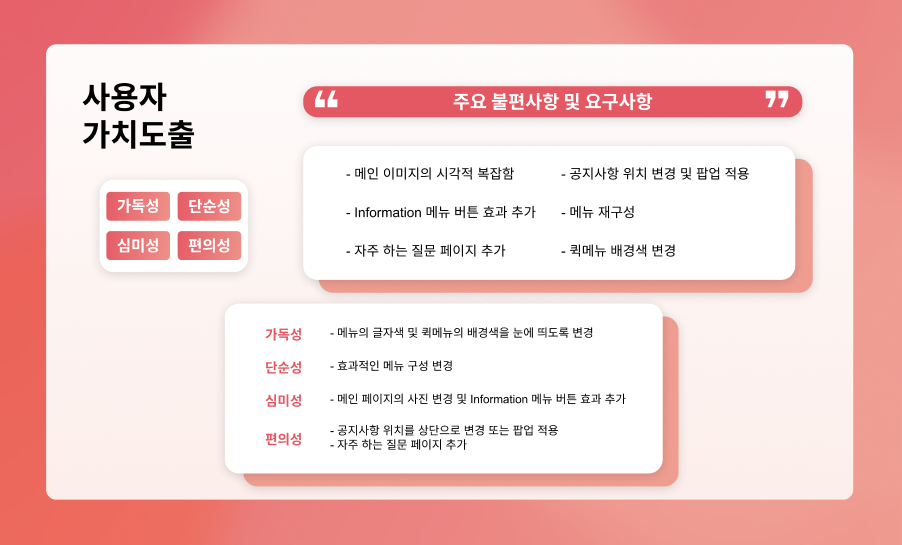 사용자
가치도출
가독성 단순성
심미성 편의성
❝ 주요 불편사항 및 요구사항 ❞
- 메인 이미지의 시각적 복잡함
- Information 메뉴 버튼 효과 추가
- 자주 하는 질문 페이지 추가
- 공지사항 위치 변경 및 팝업 적용
- 메뉴 재구성
- 퀵메뉴 배경색 변경
가독성 - 메뉴의 글자색 및 퀵메뉴의 배경색을 눈에 띄도록 변경
단순성 - 효과적인 메뉴 구성 변경
심미성 - 메인 페이지의 사진 변경 및 Information 메뉴 버튼 효과 추가
편의성 - 공지사항 위치를 상단으로 변경 또는 팝업 적용
- 자주 하는 질문 페이지 추가